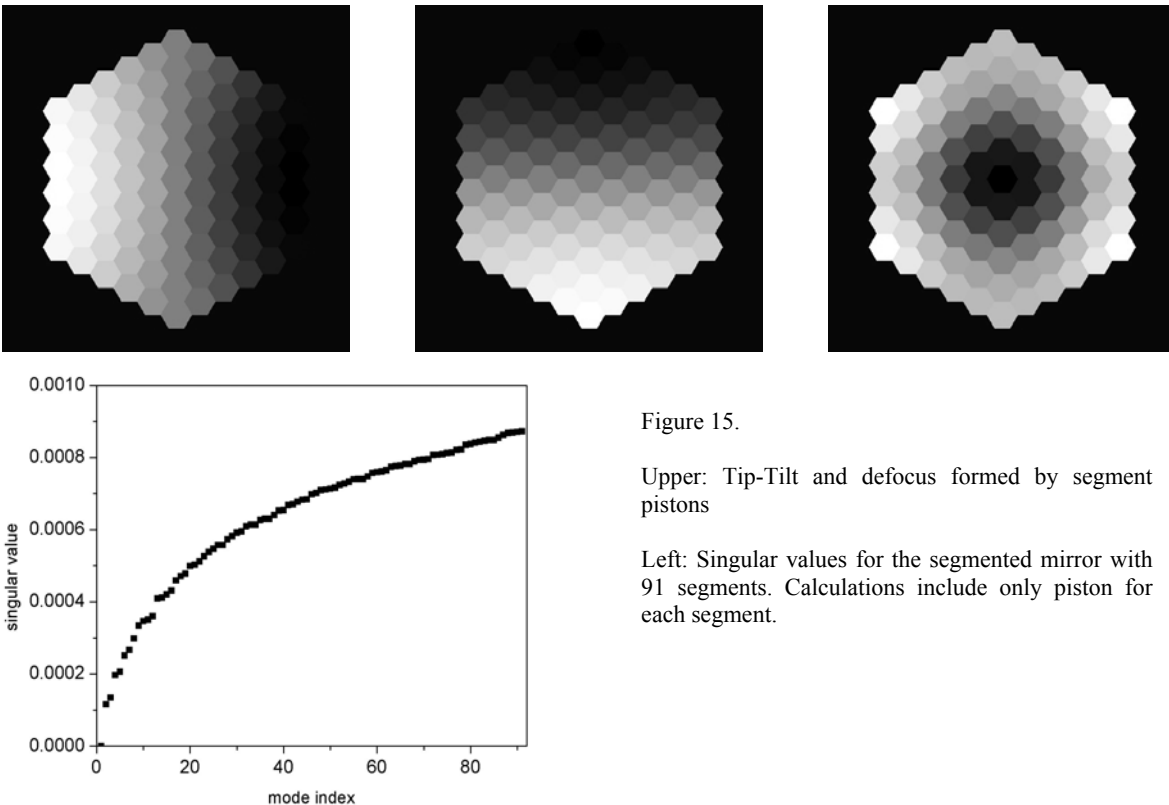 0.0010
0.0008
0.0006
0.0004
0.0002
0.0000
singular value
0
20
40
60
80
mode index
Figure 15.
Upper: Tip-Tilt and defocus formed by segment
pistons
Left: Singular values for the segmented mirror with
91 segments. Calculations include only piston for
each segment.